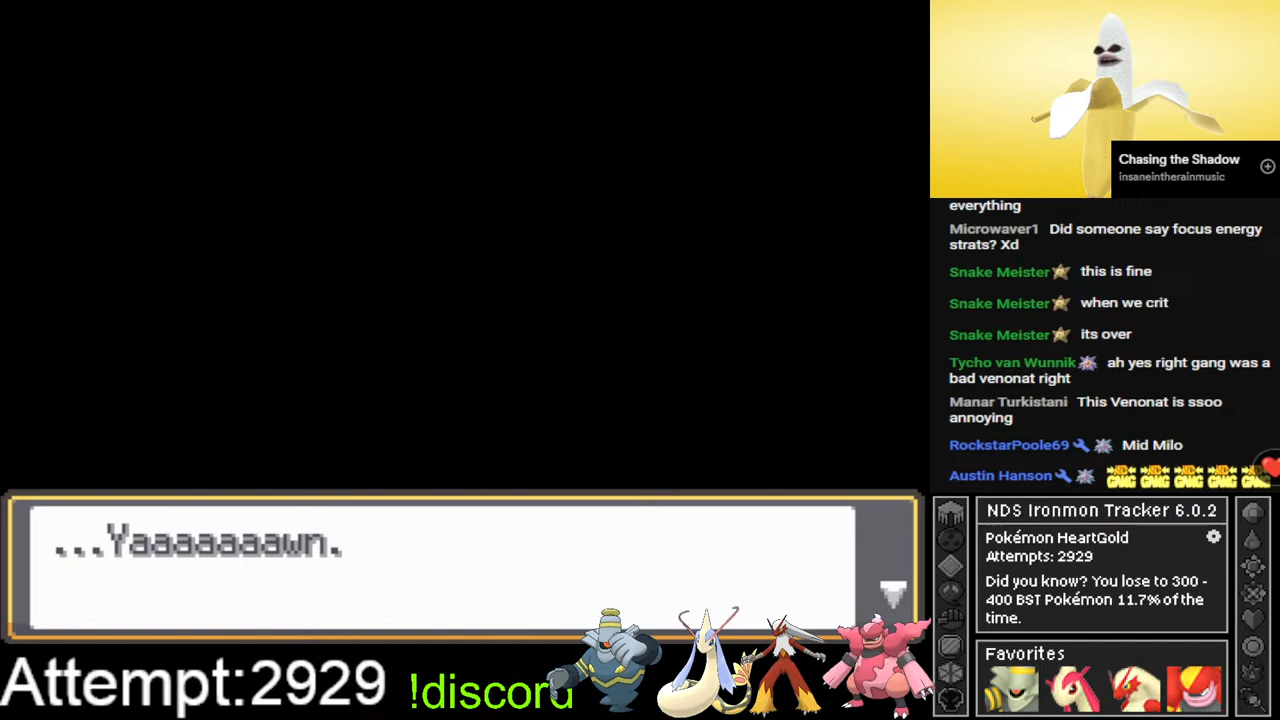 Chasing the Shadow
insaneintherainmusic
everything
Microwaver1 Did someone say focus energy
strats? Xd
Snake Meister this is fine
Snake Meister when we crit
Snake Meister its over
Tycho van Wunnik ah yes right gang was a
bad venonat right
Manar Turkistani This Venonat is ssoo
annoying
RockstarPoole69 Mid Milo
Austin Hanson
...Yaaaaaaawn.
NDS Ironmon Tracker 6.0.2
Pokémon HeartGold
Attempts: 2929
Did you know? You lose to 300 -
400 BST Pokémon 11.7% of the
time.
Favorites
Attempt:2929
!discord